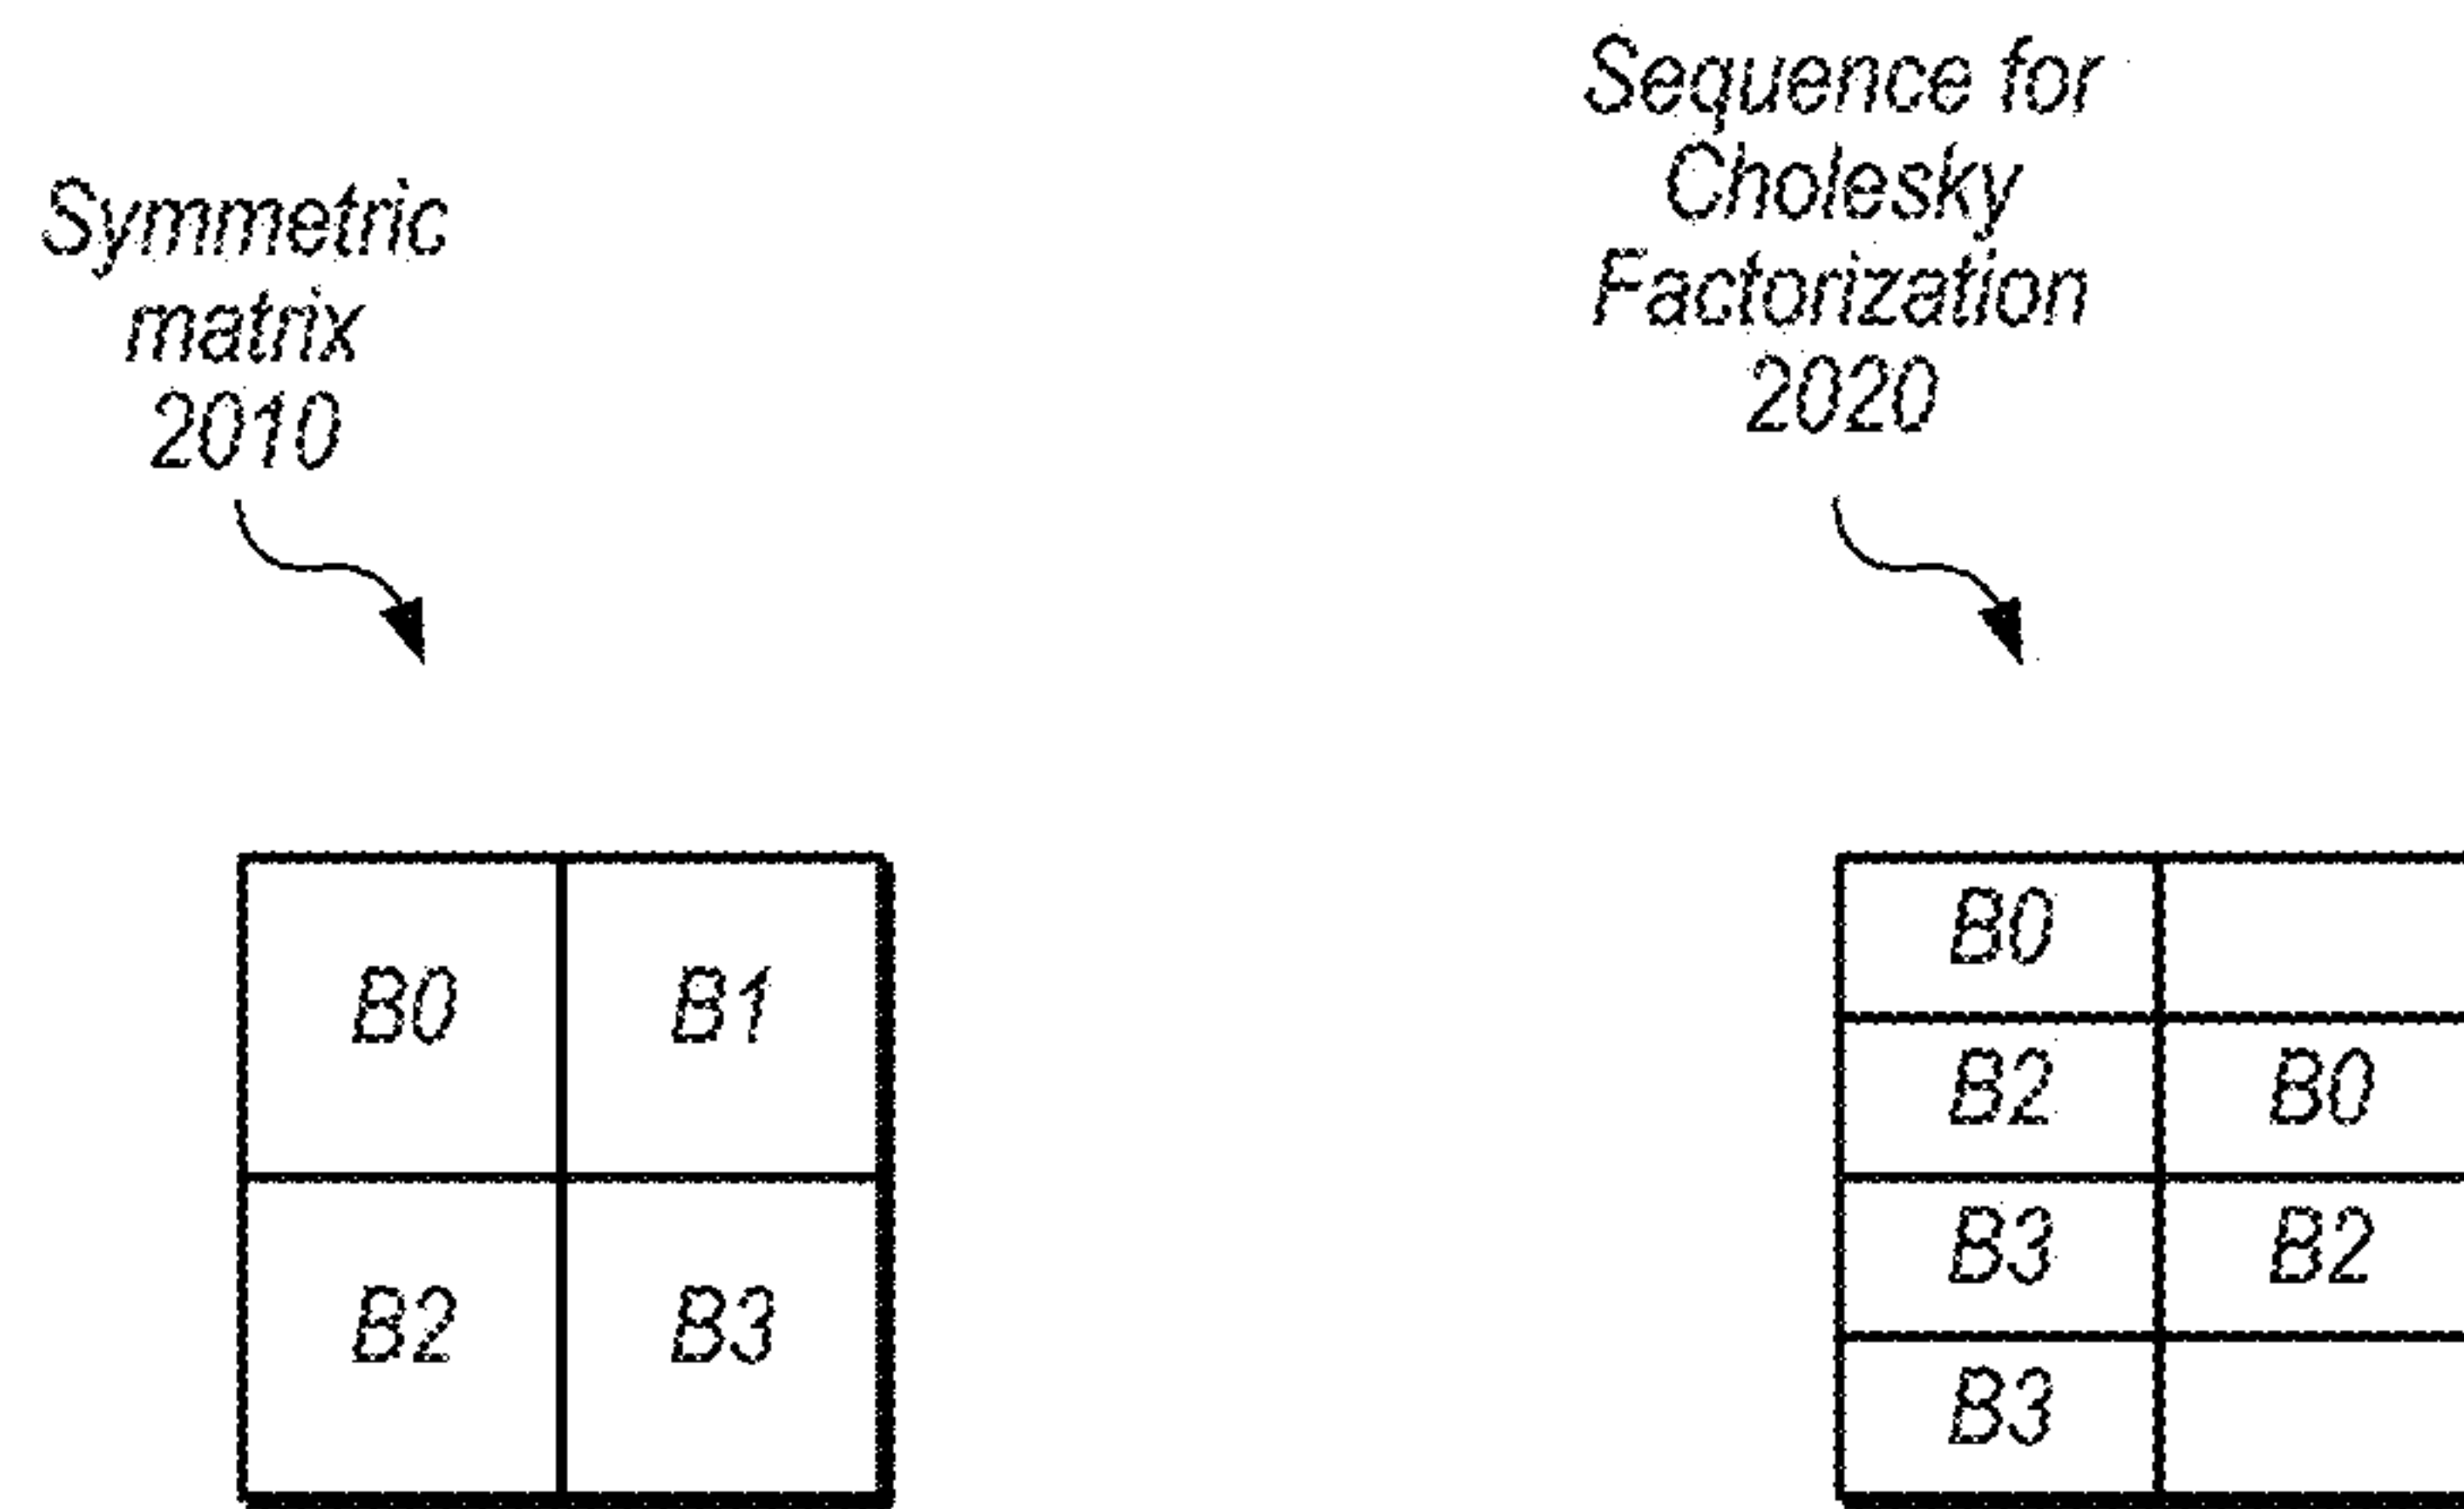 Symmetric
matrix
2010
Sequence for
Cholesky
Factorization
2020
B0 B1
B2 B3
B0
B2 B0
B3 B2
B3